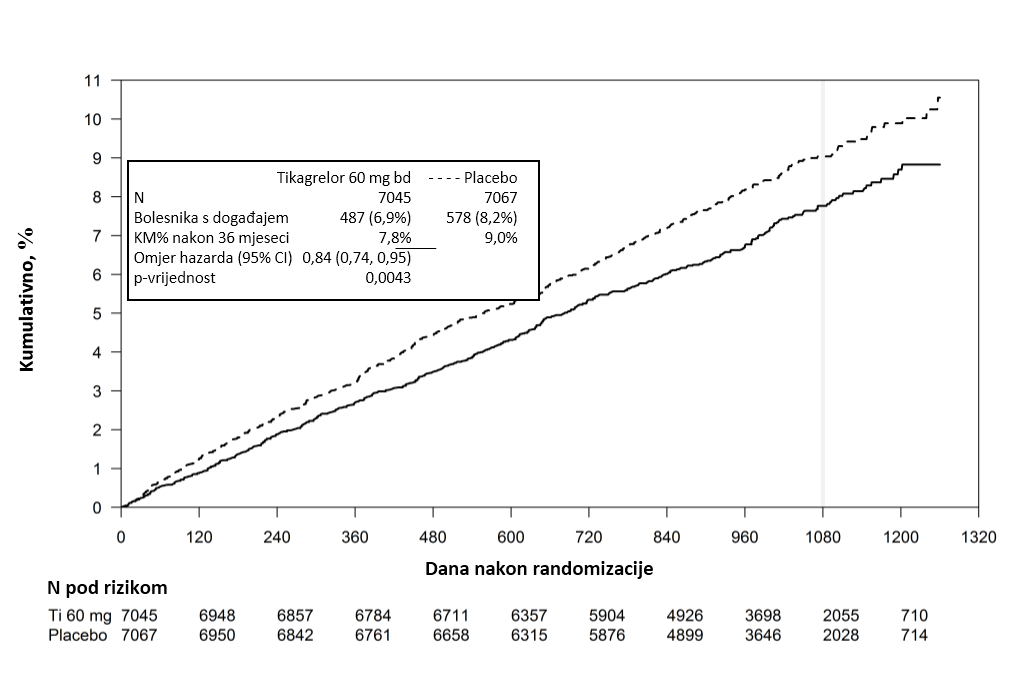 11
10
9
8
7
6
5
4
3
2
1
0
Kumulativno, %
Tikagrelor 60 mg bd - - - - Placebo
N 7045 7067
Bolesnika s događajem 487 (6,9%) 578 (8,2%)
KM% nakon 36 mjeseci 7,8% 9,0%
Omjer hazarda (95% CI) 0,84 (0,74, 0,95)
p-vrijednost 0,0043
0 120 240 360 480 600 720 840 960 1080 1200 1320
Dana nakon randomizacije
N pod rizikom
Ti 60 mg 7045 6948 6857 6784 6711 6357 5904 4926 3698 2055 710
Placebo 7067 6950 6842 6761 6658 6315 5876 4899 3646 2028 714